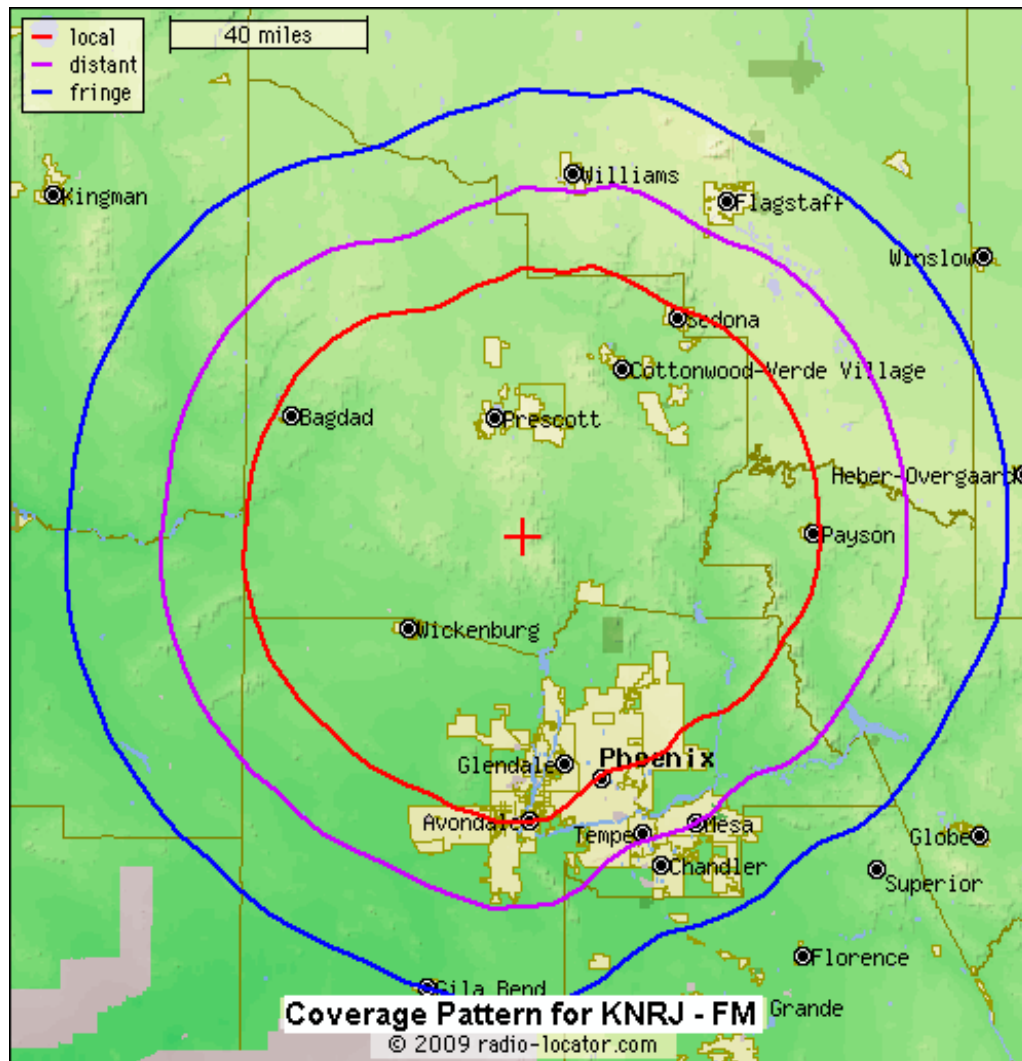 local
distant
fringe
40 miles
Williams
Kingman
Flagstaff
Winslow
Sedona
Cottonwood-Verde Village
Bagdad
Prescott
Heber-Overgaard
Payson
Wickenburg
Phoenix
Glendale
Avondale
Tempe
Mesa
Chandler
Globe
Superior
Florence
Gila Bend
Grande
Coverage Pattern for KNRJ - FM
© 2009 radio-locator.com